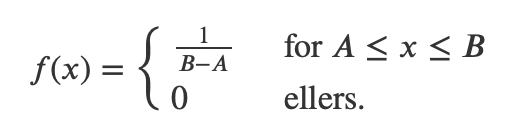 f(x) = { 1/(B−A) for A ≤ x ≤ B
0 ellers.